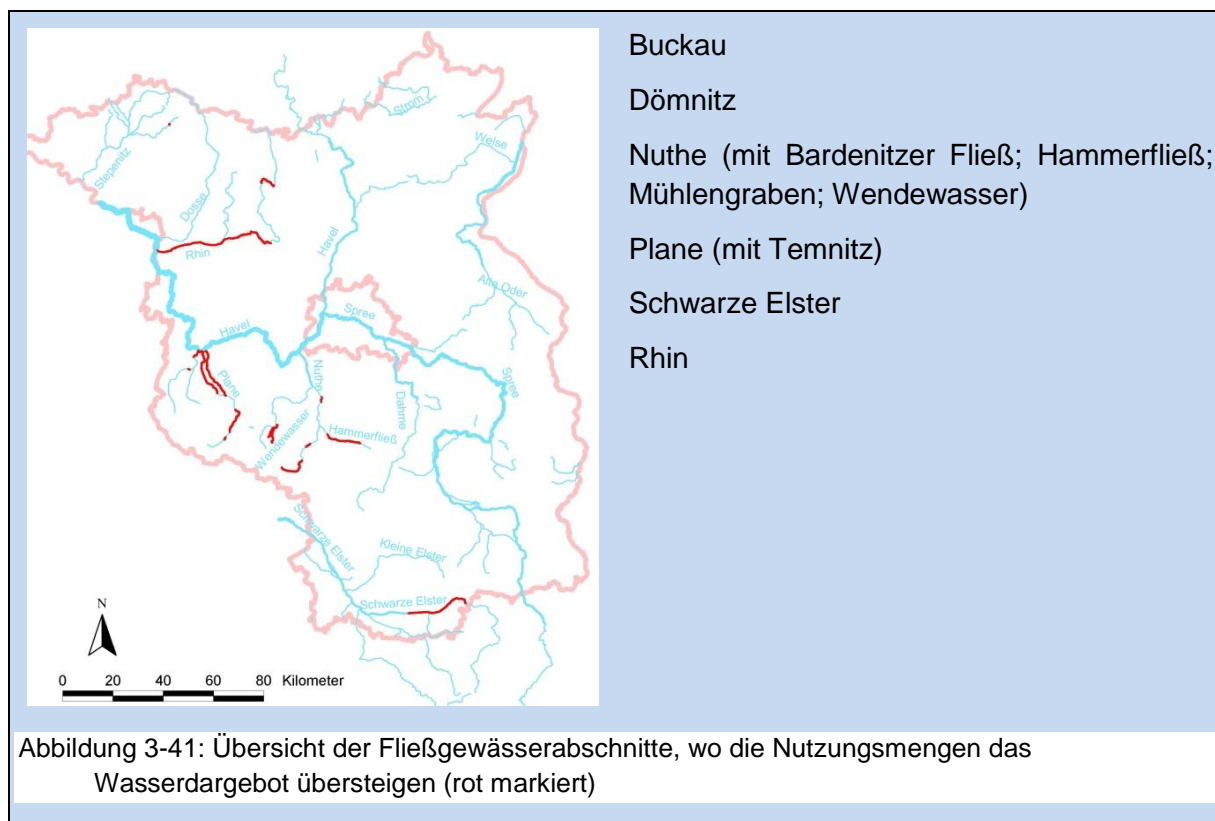 Strom
Welse
Stepenitz
Dosse
Havel
Rhin
Alte Oder
Spree
Havel
Spree
Plane
Nuthe
Dahme
Wendewasser
Hammerfließ
Schwarze Elster
Kleine Elster
Schwarze Elster
N
0 20 40 60 80 Kilometer
Buckau
Dömnitz
Nuthe (mit Bardenitzer Fließ; Hammerfließ;
Mühlengraben; Wendewasser)
Plane (mit Temnitz)
Schwarze Elster
Rhin
Abbildung 3-41: Übersicht der Fließgewässerabschnitte, wo die Nutzungsmengen das
Wasserdargebot übersteigen (rot markiert)